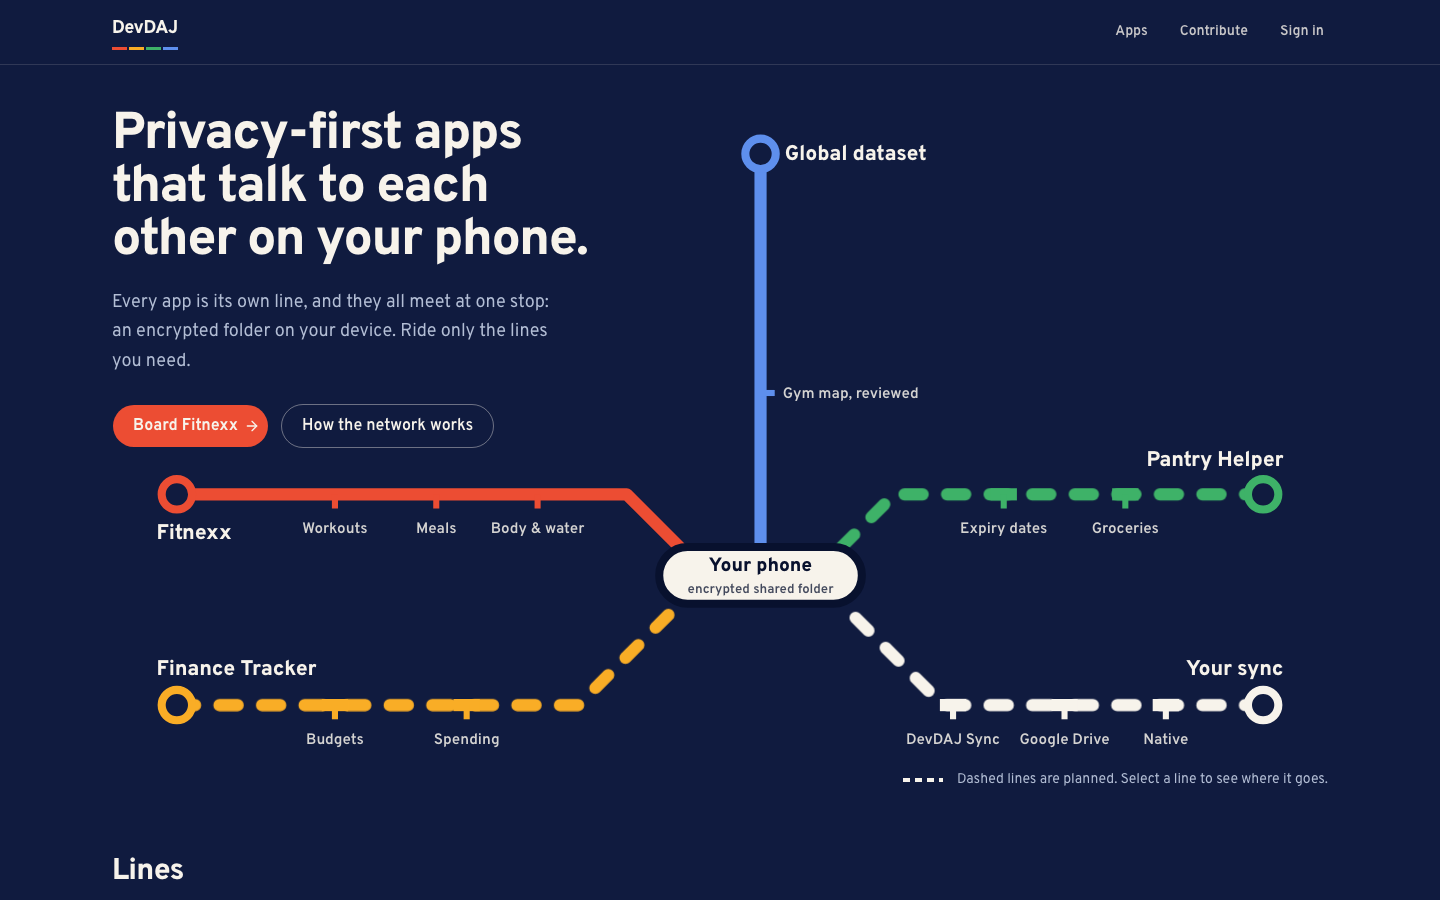 DevDAJ
Apps
Contribute
Sign in
Privacy-first apps
that talk to each
other on your phone.
Every app is its own line, and they all meet at one stop:
an encrypted folder on your device. Ride only the lines
you need.
Board Fitnexx →
How the network works
Global dataset
Gym map, reviewed
Pantry Helper
Expiry dates
Groceries
Fitnexx
Workouts
Meals
Body & water
Your phone
encrypted shared folder
Finance Tracker
Budgets
Spending
Your sync
DevDAJ Sync
Google Drive
Native
Dashed lines are planned. Select a line to see where it goes.
Lines